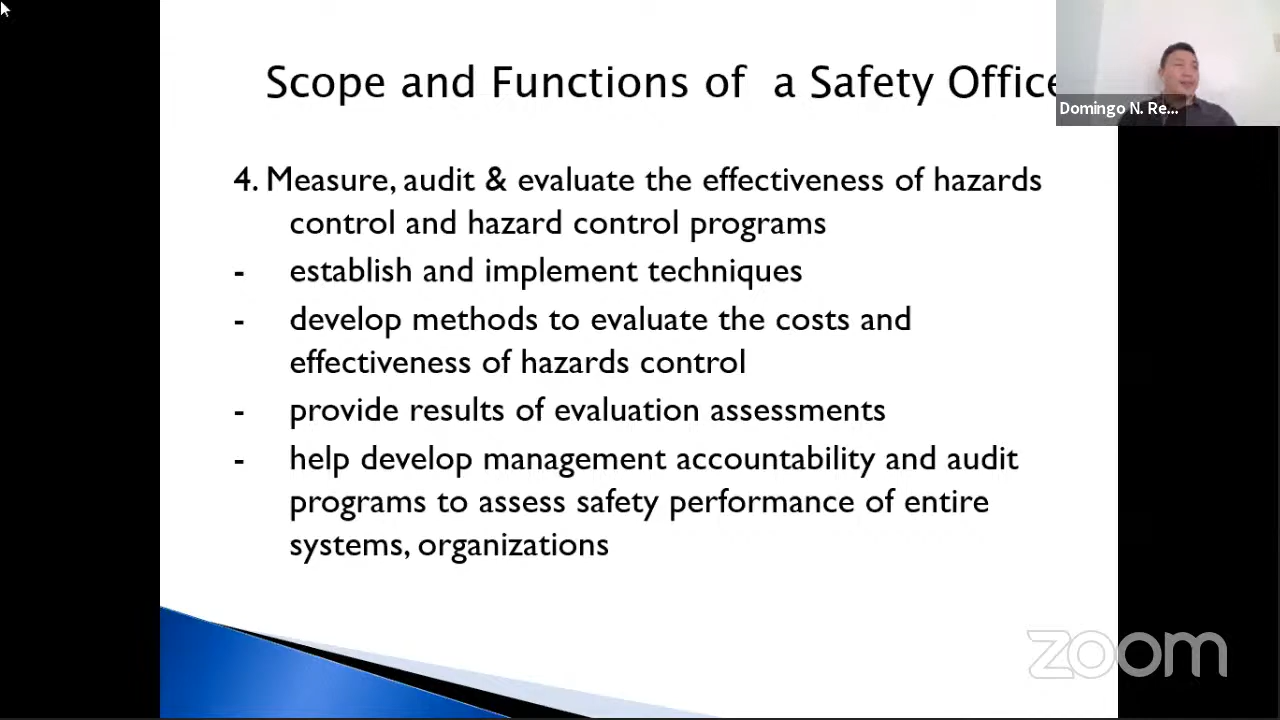 Scope and Functions of a Safety Office
Domingo N. Re...
4. Measure, audit & evaluate the effectiveness of hazards
control and hazard control programs
- establish and implement techniques
- develop methods to evaluate the costs and
effectiveness of hazards control
- provide results of evaluation assessments
- help develop management accountability and audit
programs to assess safety performance of entire
systems, organizations
zoom